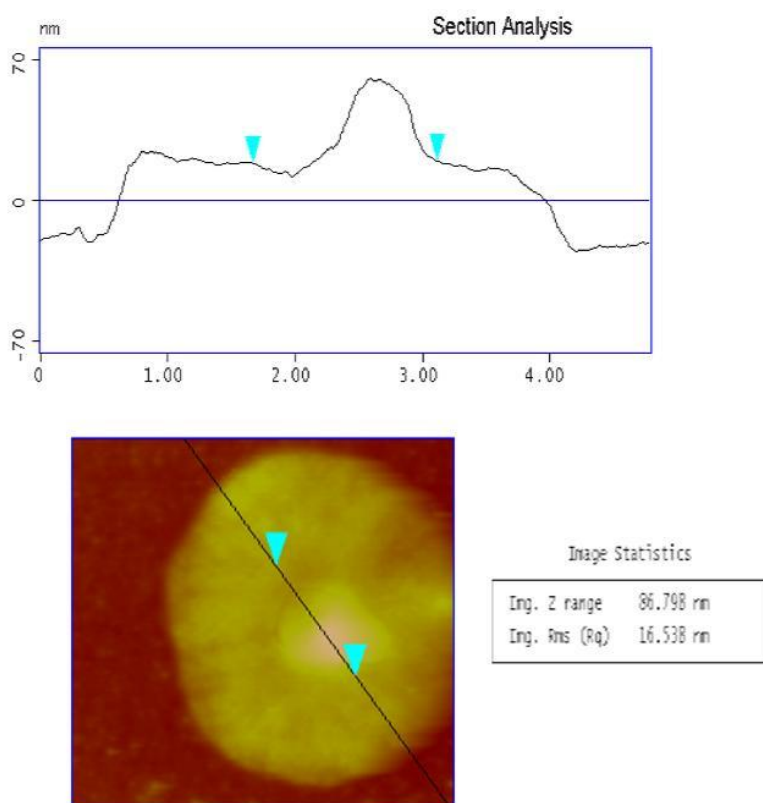 nm
Section Analysis
70
0
-70
0 1.00 2.00 3.00 4.00
Image Statistics
Img. Z range 86.798 nm
Img. Rms (Rq) 16.538 nm